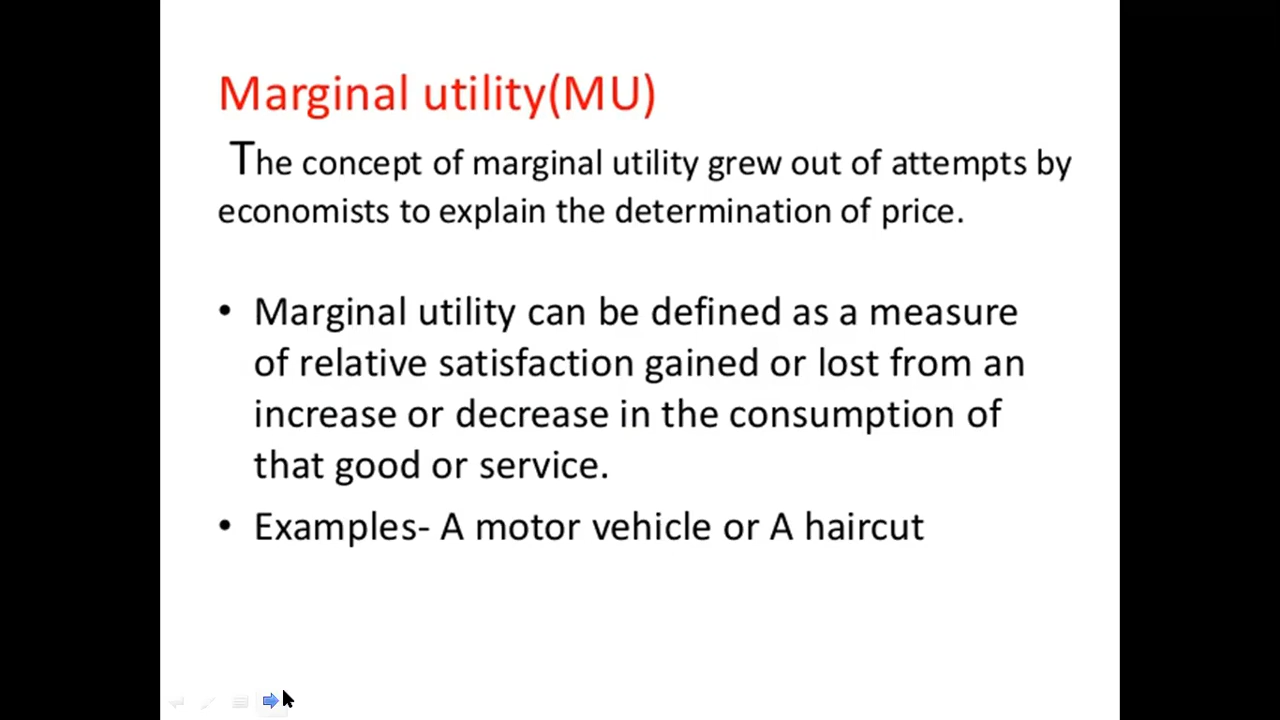 Marginal utility(MU)
The concept of marginal utility grew out of attempts by
economists to explain the determination of price.
• Marginal utility can be defined as a measure
of relative satisfaction gained or lost from an
increase or decrease in the consumption of
that good or service.
• Examples- A motor vehicle or A haircut